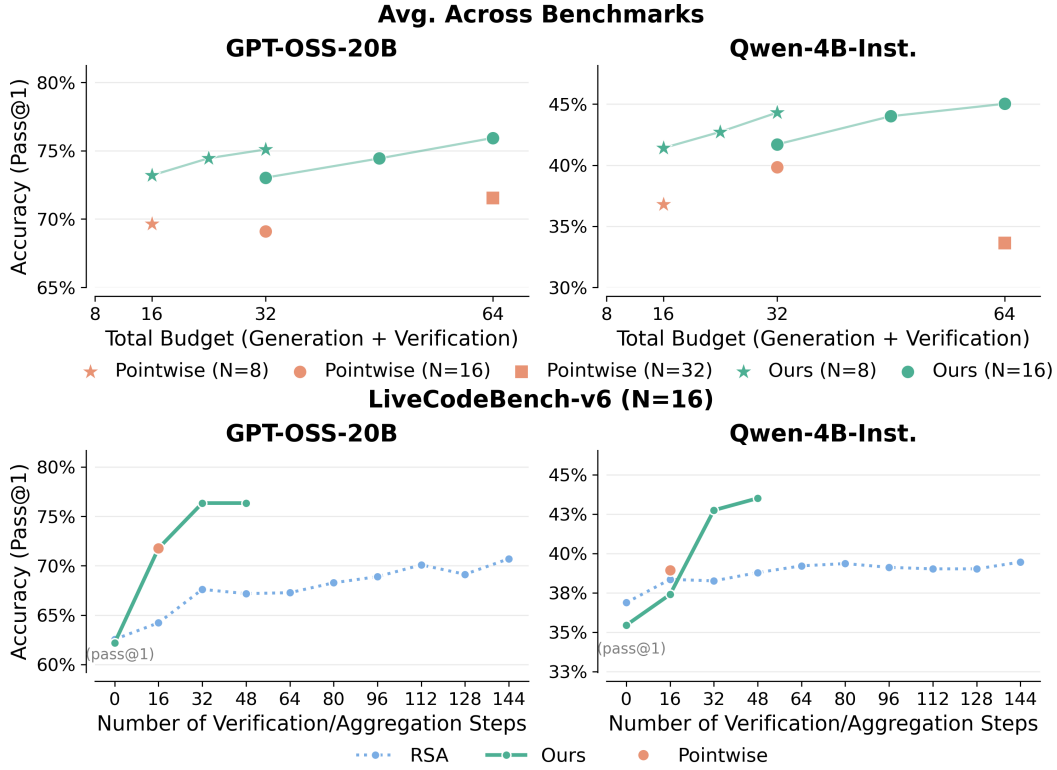 Avg. Across Benchmarks
GPT-OSS-20B
Qwen-4B-Inst.
Accuracy (Pass@1)
80%
75%
70%
65%
45%
40%
35%
30%
8 16 32 64
8 16 32 64
Total Budget (Generation + Verification)
Total Budget (Generation + Verification)
Pointwise (N=8) Pointwise (N=16) Pointwise (N=32) Ours (N=8) Ours (N=16)
LiveCodeBench-v6 (N=16)
GPT-OSS-20B
Qwen-4B-Inst.
Accuracy (Pass@1)
80%
75%
70%
65%
60%
(pass@1)
45%
43%
40%
38%
35%
33%
(pass@1)
0 16 32 48 64 80 96 112 128 144
0 16 32 48 64 80 96 112 128 144
Number of Verification/Aggregation Steps
Number of Verification/Aggregation Steps
RSA Ours Pointwise